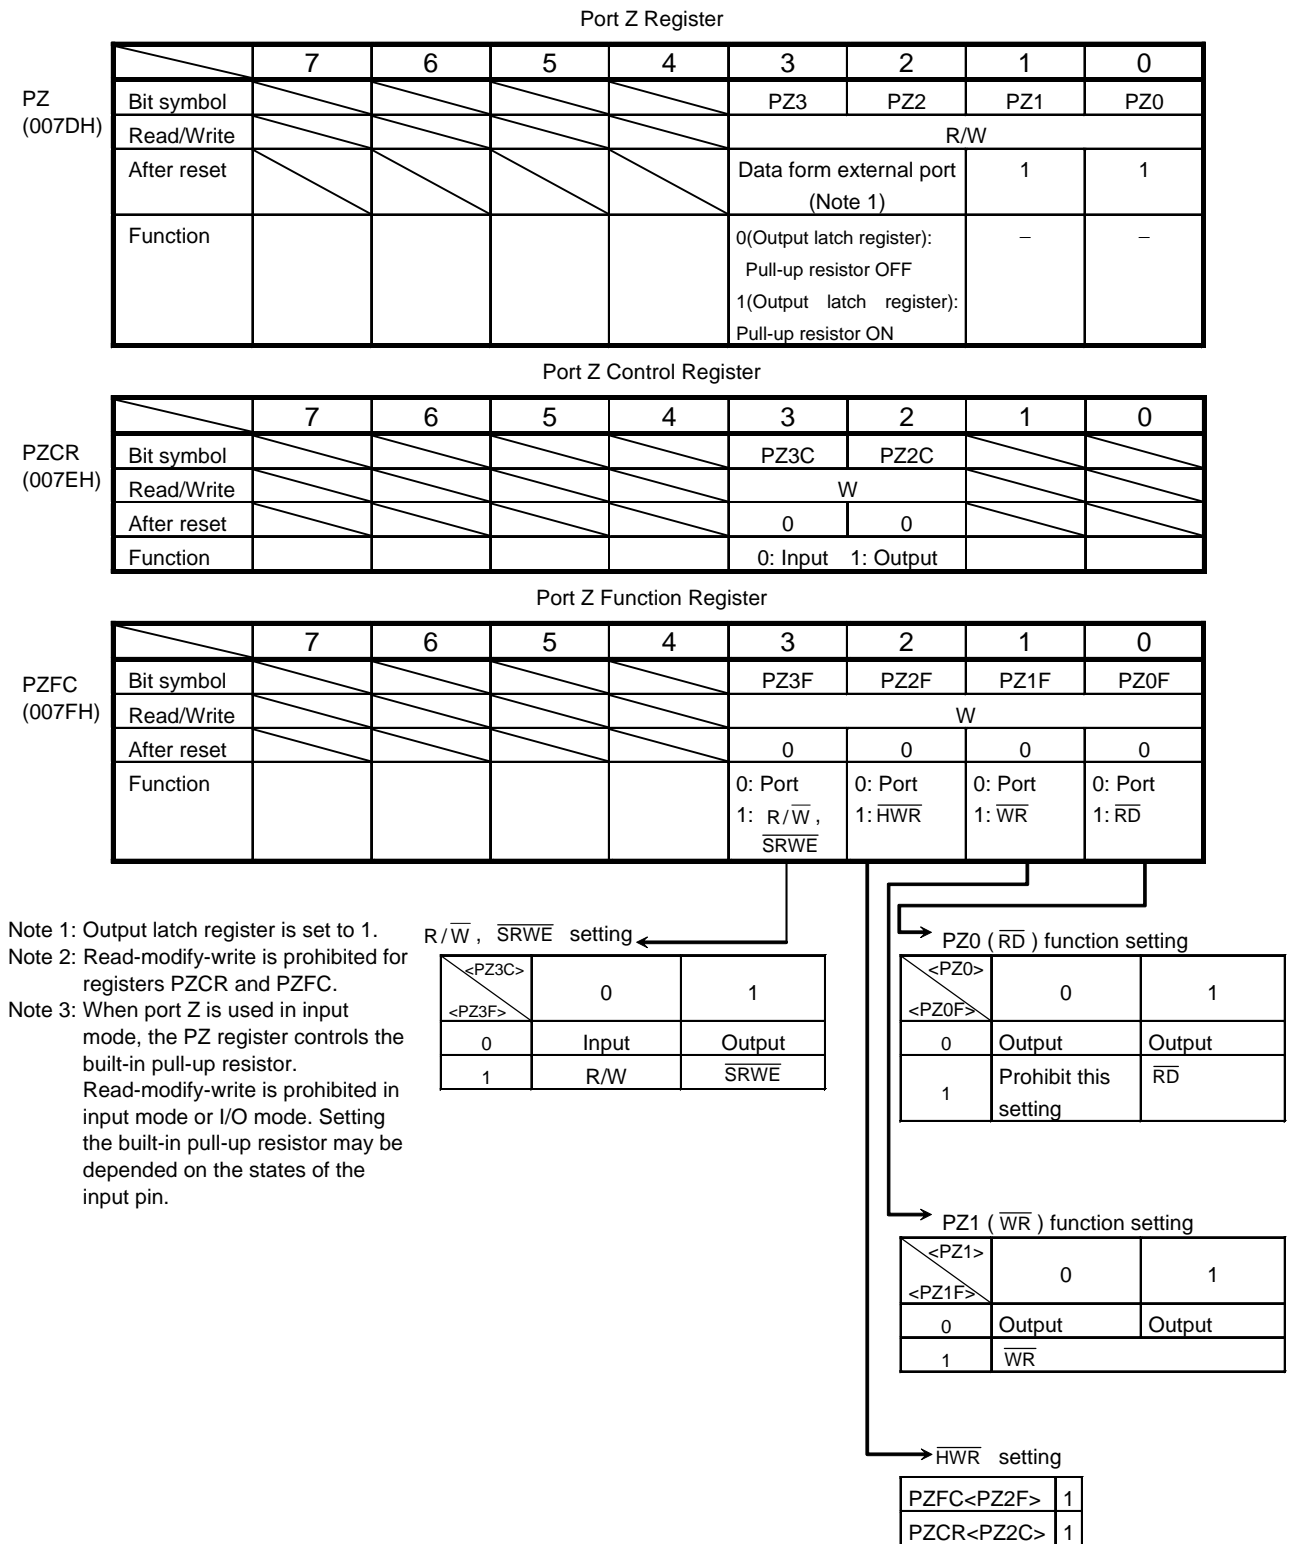 Port Z Register
7 6 5 4 3 2 1 0
PZ
(007DH)
Bit symbol PZ3 PZ2 PZ1 PZ0
Read/Write R/W
After reset Data form external port 1 1
(Note 1)
Function 0(Output latch register): – –
Pull-up resistor OFF
1(Output latch register):
Pull-up resistor ON
Port Z Control Register
7 6 5 4 3 2 1 0
PZCR
(007EH)
Bit symbol PZ3C PZ2C
Read/Write W
After reset 0 0
Function 0: Input 1: Output
Port Z Function Register
7 6 5 4 3 2 1 0
PZFC
(007FH)
Bit symbol PZ3F PZ2F PZ1F PZ0F
Read/Write W
After reset 0 0 0 0
Function 0: Port 0: Port 0: Port 0: Port
1: R/W̅, 1: H̅W̅R̅ 1: W̅R̅ 1: R̅D̅
S̅R̅W̅E̅
Note 1: Output latch register is set to 1.
Note 2: Read-modify-write is prohibited for
registers PZCR and PZFC.
Note 3: When port Z is used in input
mode, the PZ register controls the
built-in pull-up resistor.
Read-modify-write is prohibited in
input mode or I/O mode. Setting
the built-in pull-up resistor may be
depended on the states of the
input pin.
R/W̅, S̅R̅W̅E̅ setting
<PZ3C> 0 1
<PZ3F>
0 Input Output
1 R/W S̅R̅W̅E̅
PZ0 (R̅D̅) function setting
<PZ0> 0 1
<PZ0F>
0 Output Output
1 Prohibit this R̅D̅
setting
PZ1 (W̅R̅) function setting
<PZ1> 0 1
<PZ1F>
0 Output Output
1 W̅R̅
H̅W̅R̅ setting
PZFC<PZ2F> 1
PZCR<PZ2C> 1